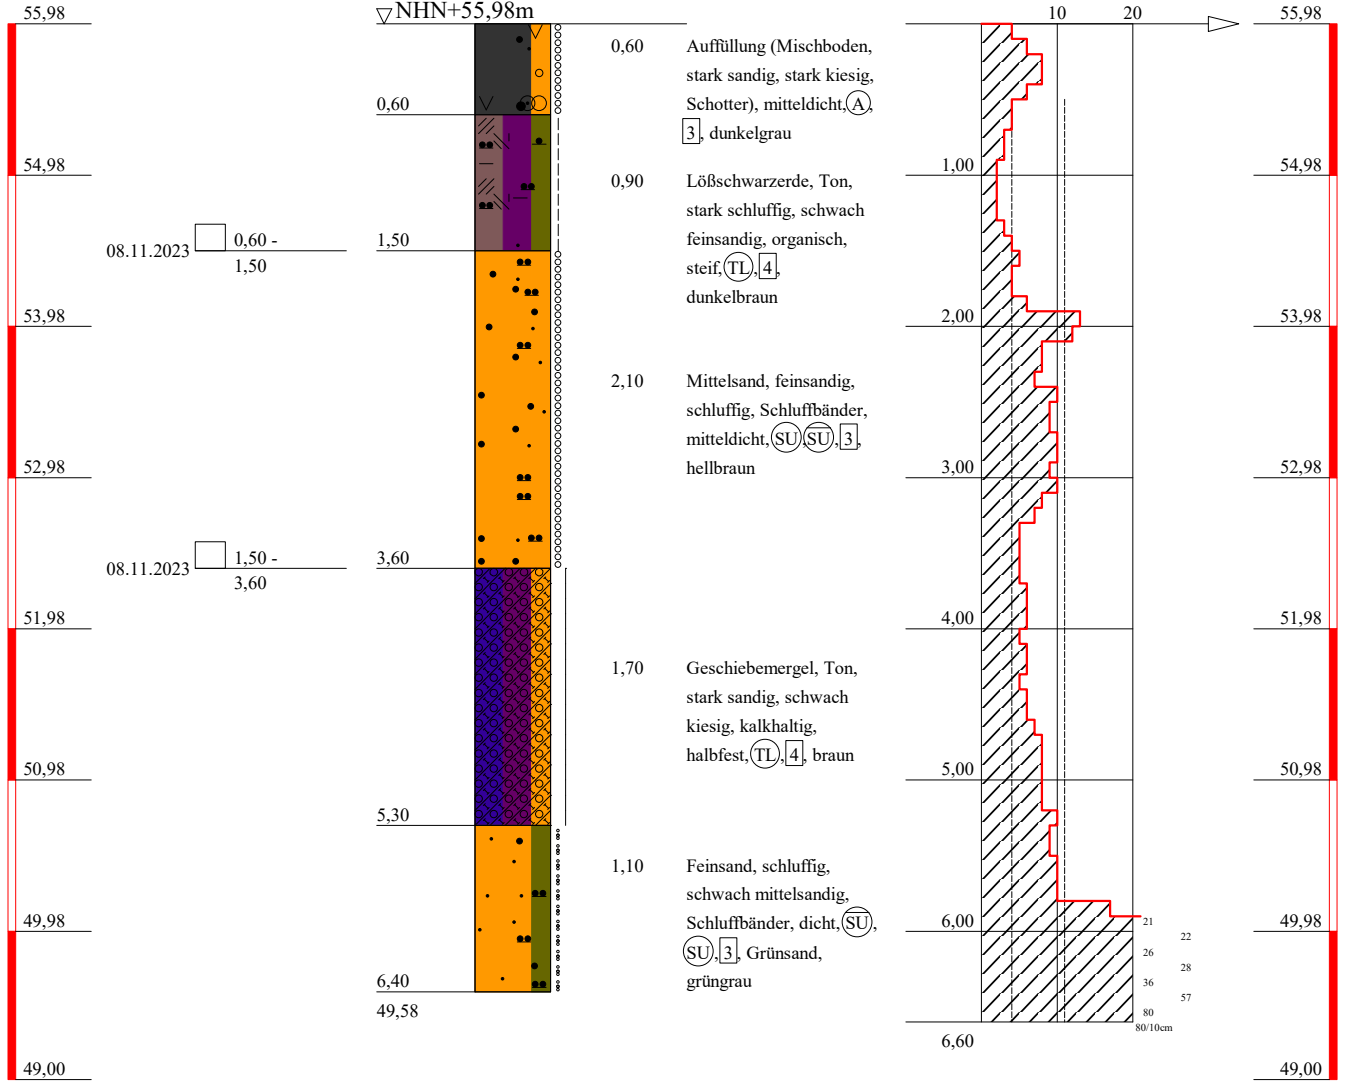 55,98
54,98
53,98
52,98
51,98
50,98
49,98
49,00
08.11.2023
0,60 -
1,50
08.11.2023
1,50 -
3,60
NHN+55,98m
0,60
1,50
3,60
5,30
6,40
49,58
0,60
Auffüllung (Mischboden,
stark sandig, stark kiesig,
Schotter), mitteldicht, A,
3, dunkelgrau
0,90
Lößschwarzerde, Ton,
stark schluffig, schwach
feinsandig, organisch,
steif, TL, 4,
dunkelbraun
2,10
Mittelsand, feinsandig,
schluffig, Schluffbänder,
mitteldicht, SU, S̅U̅, 3,
hellbraun
1,70
Geschiebemergel, Ton,
stark sandig, schwach
kiesig, kalkhaltig,
halbfest, TL, 4, braun
1,10
Feinsand, schluffig,
schwach mittelsandig,
Schluffbänder, dicht, S̅U̅,
SU, 3, Grünsand,
grüngrau
10 20
1,00
2,00
3,00
4,00
5,00
6,00
6,60
21
22
26
28
36
57
80
80/10cm
55,98
54,98
53,98
52,98
51,98
50,98
49,98
49,00